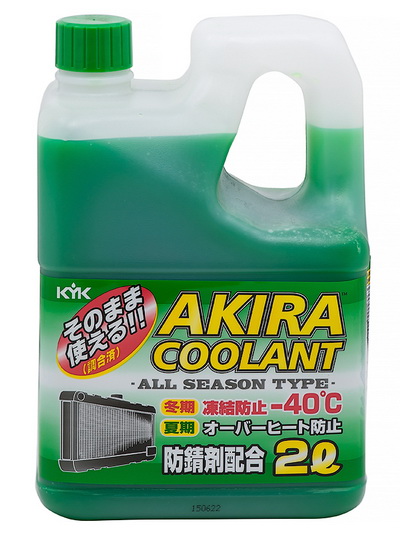 KYK
そのまま
使える!!
(調合済)
AKIRA
COOLANT
™
-ALL SEASON TYPE-
冬期 凍結防止 -40℃
夏期 オーバーヒート防止
防錆剤配合 2ℓ
150622